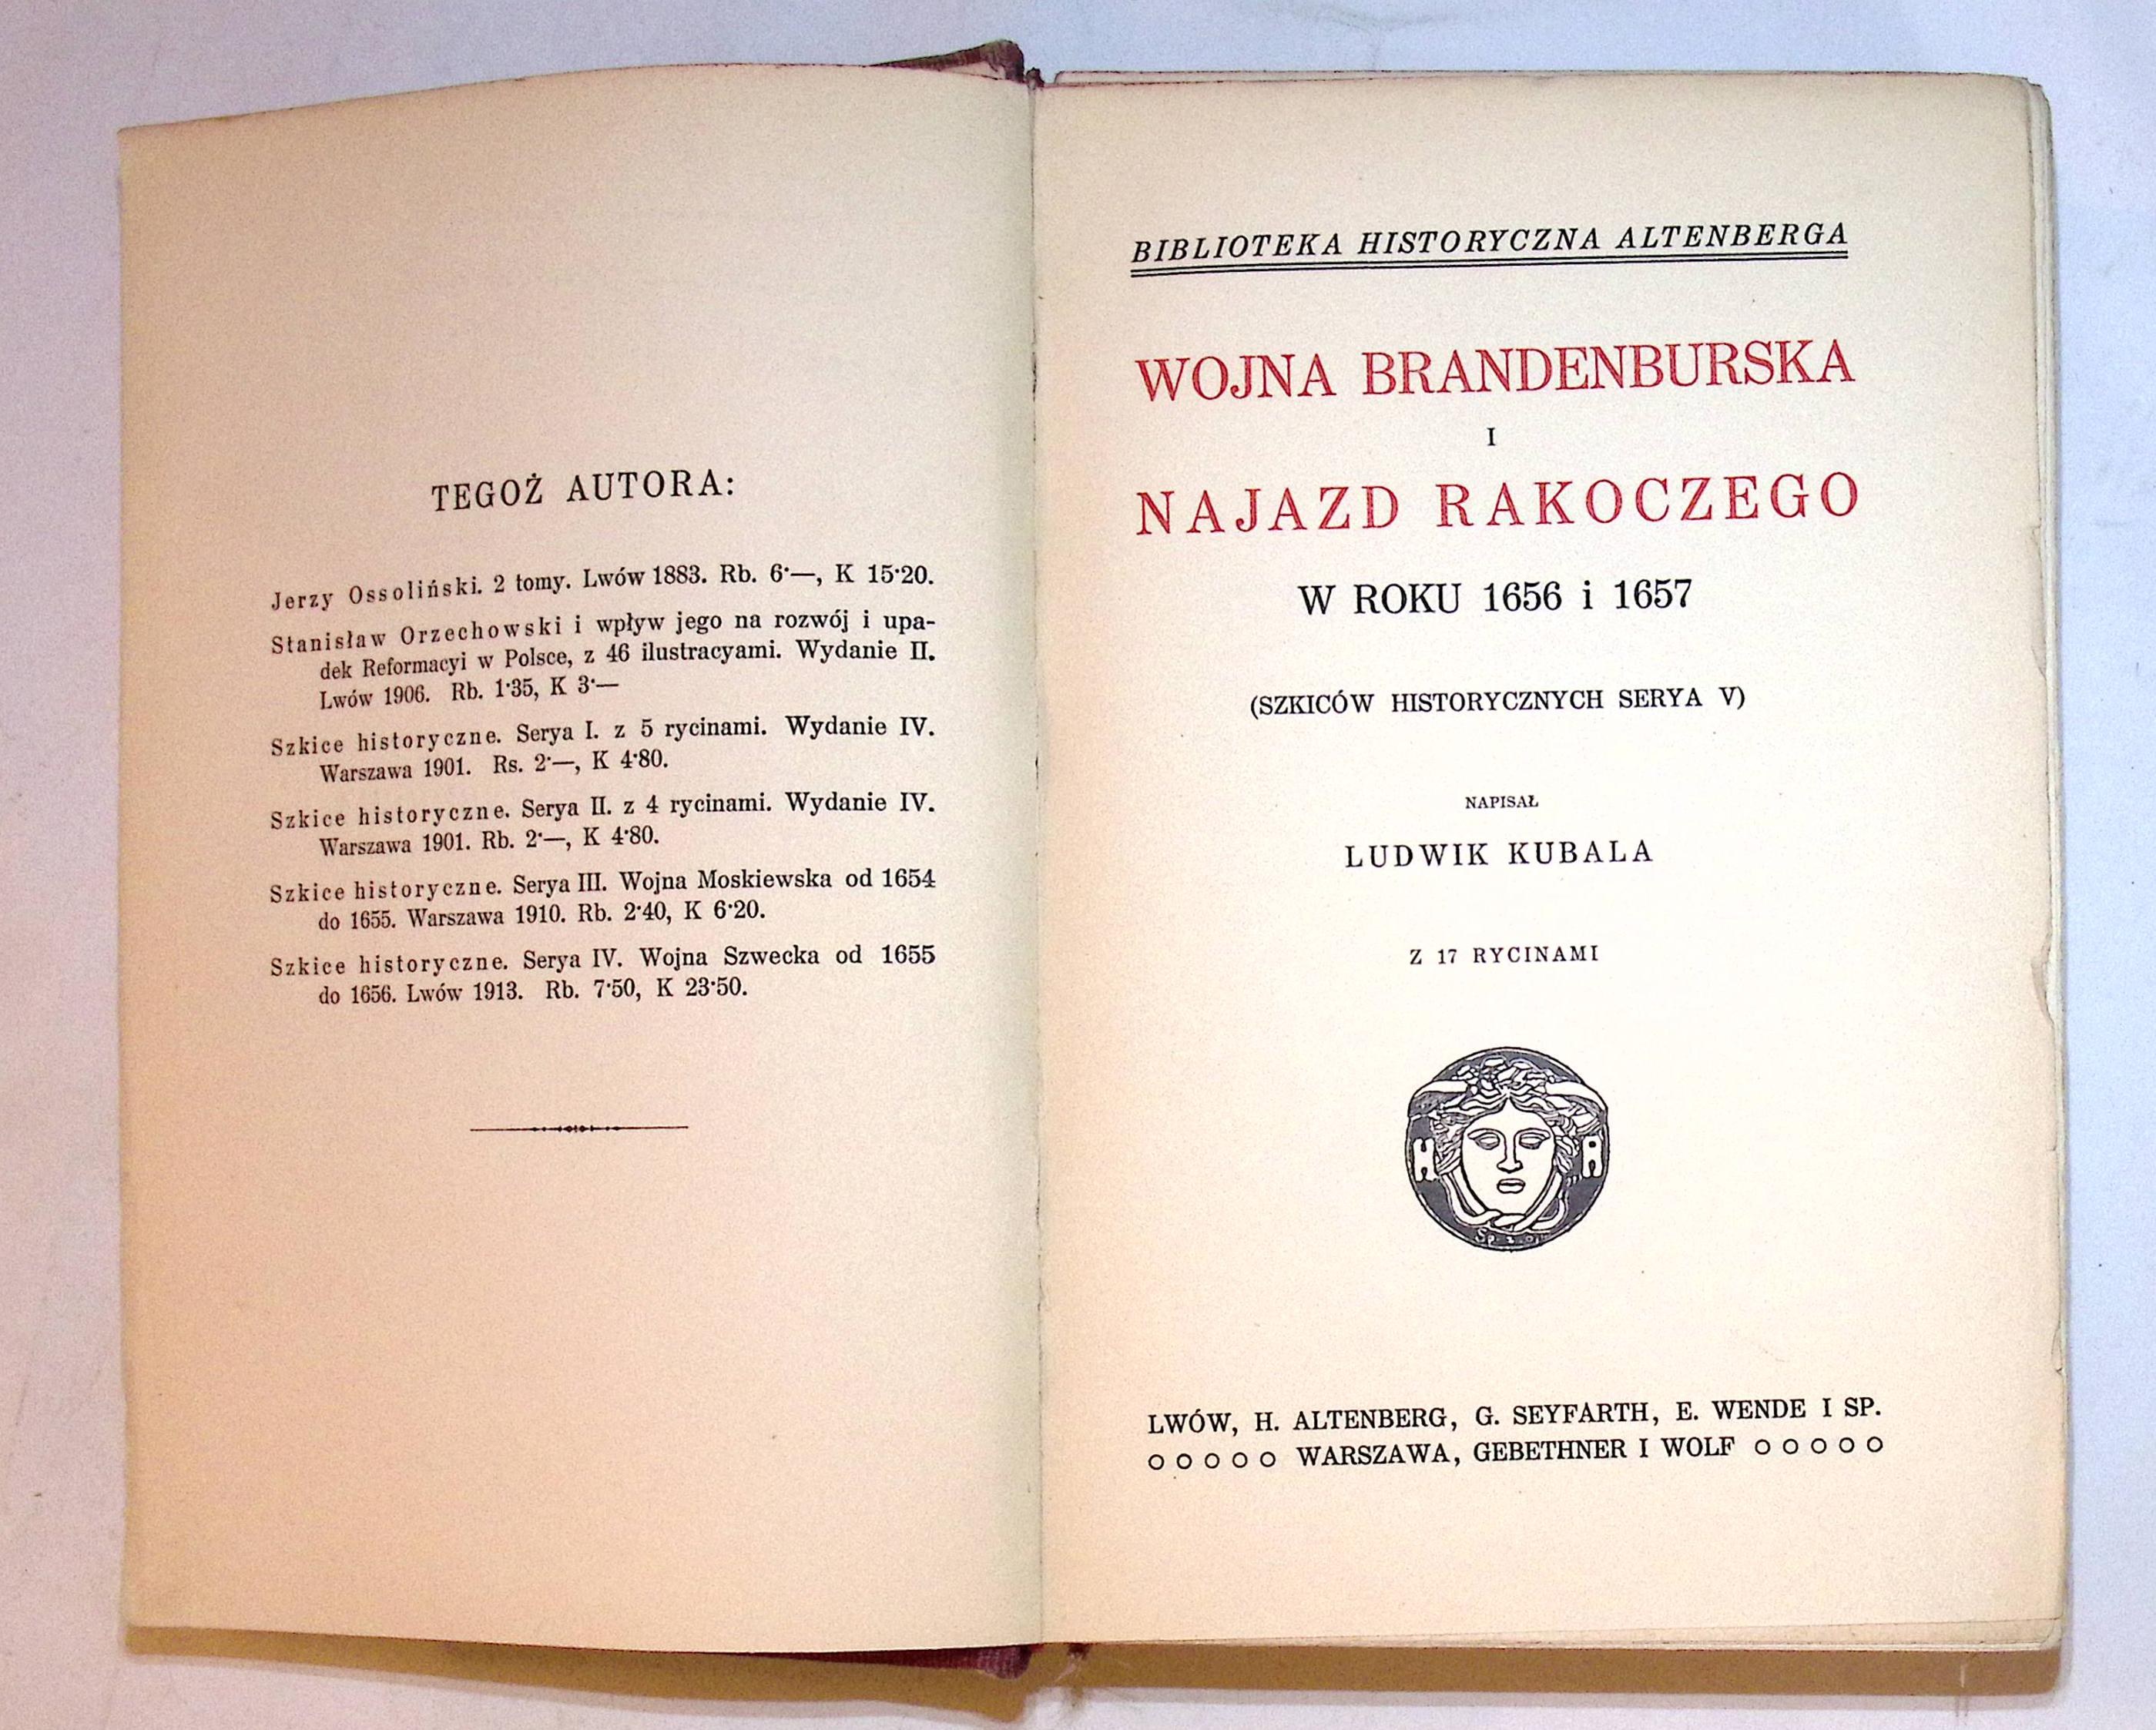 TEGOŻ AUTORA:
Jerzy Ossoliński. 2 tomy. Lwów 1883. Rb. 6·—, K 15·20.
Stanisław Orzechowski i wpływ jego na rozwój i upa-
dek Reformacyi w Polsce, z 46 ilustracyami. Wydanie II.
Lwów 1906. Rb. 1·35, K 3·—
Szkice historyczne. Serya I. z 5 rycinami. Wydanie IV.
Warszawa 1901. Rs. 2·—, K 4·80.
Szkice historyczne. Serya II. z 4 rycinami. Wydanie IV.
Warszawa 1901. Rb. 2·—, K 4·80.
Szkice historyczne. Serya III. Wojna Moskiewska od 1654
do 1655. Warszawa 1910. Rb. 2·40, K 6·20.
Szkice historyczne. Serya IV. Wojna Szwecka od 1655
do 1656. Lwów 1913. Rb. 7·50, K 23·50.
BIBLIOTEKA HISTORYCZNA ALTENBERGA
WOJNA BRANDENBURSKA
I
NAJAZD RAKOCZEGO
W ROKU 1656 i 1657
(SZKICÓW HISTORYCZNYCH SERYA V)
NAPISAŁ
LUDWIK KUBALA
Z 17 RYCINAMI
H A
LWÓW, H. ALTENBERG, G. SEYFARTH, E. WENDE I SP.
WARSZAWA, GEBETHNER I WOLF